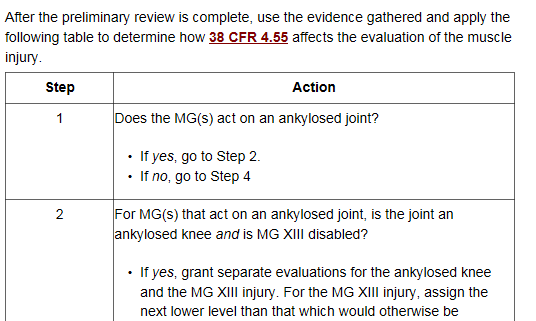 After the preliminary review is complete, use the evidence gathered and apply the
following table to determine how 38 CFR 4.55 affects the evaluation of the muscle
injury.
Step
Action
1
Does the MG(s) act on an ankylosed joint?
• If yes, go to Step 2.
• If no, go to Step 4
2
For MG(s) that act on an ankylosed joint, is the joint an
ankylosed knee and is MG XIII disabled?
• If yes, grant separate evaluations for the ankylosed knee
and the MG XIII injury. For the MG XIII injury, assign the
next lower level than that which would otherwise be